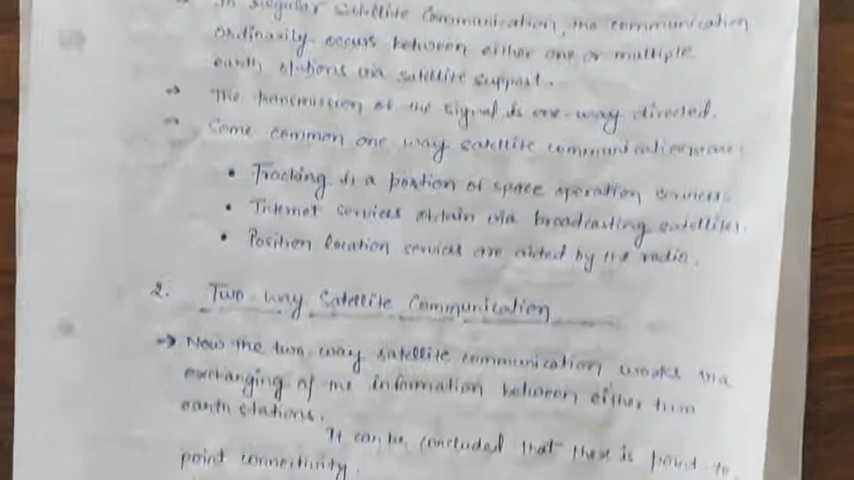 → In singular satellite communication, the communication
ordinarily occurs between either one or multiple
earth stations via satellite support.
→ The transmission of the signal is one-way directed.
→ Some common one way satellite communication are:
• Tracking is a portion of space operation services.
• Internet services obtain via broadcasting satellites.
• Position location services are aided by the radio.
2. Two way Satellite Communication
→ Now the two-way satellite communication works via
exchanging of the information between either two
earth stations.
It can be concluded that there is point-to-
point connectivity